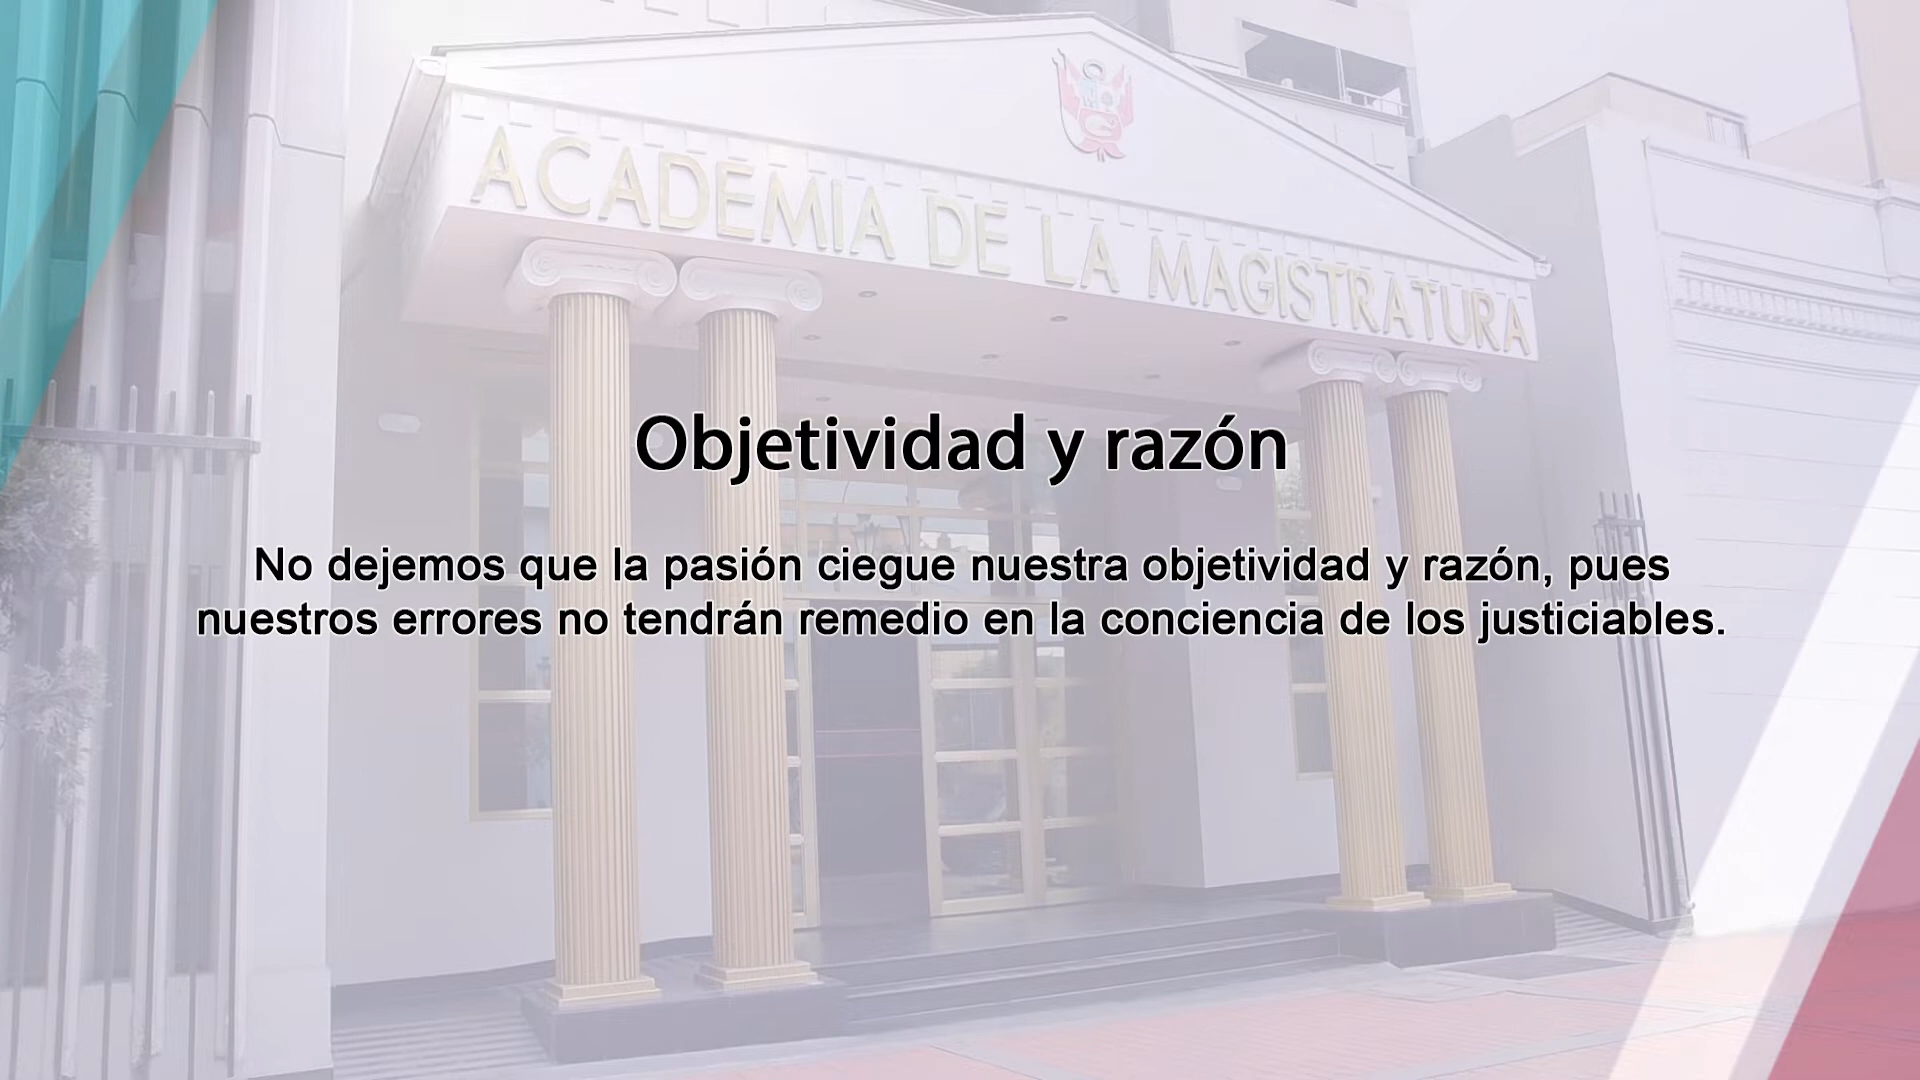 ACADEMIA DE LA MAGISTRATURA
Objetividad y razón
No dejemos que la pasión ciegue nuestra objetividad y razón, pues
nuestros errores no tendrán remedio en la conciencia de los justiciables.